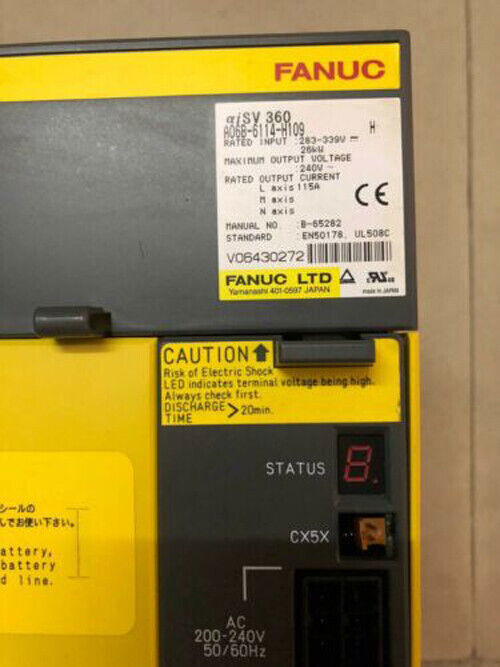 FANUC
αiSV 360
A06B-6114-H109 H
RATED INPUT :283-339V ⎓
26kW
MAXIMUM OUTPUT VOLTAGE
240V ~
RATED OUTPUT CURRENT
L axis 115A
M axis
N axis
CE
MANUAL NO. B-65282
STANDARD :EN50178, UL508C
V06430272
FANUC LTD
Yamanashi 401-0597 JAPAN
made in JAPAN
CAUTION
Risk of Electric Shock
LED indicates terminal voltage being high.
Always check first.
DISCHARGE TIME > 20min.
STATUS 8.
CX5X
シールの
んでお使い下さい。
attery,
battery
d line.
AC
200-240V
50/60Hz